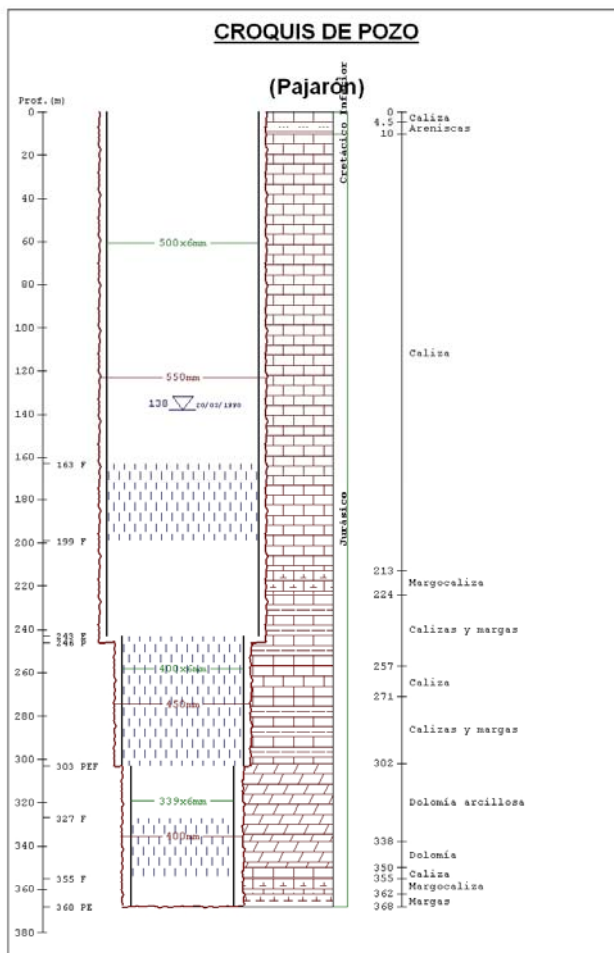 CROQUIS DE POZO
(Pajarón)
Prof.(m)
0
20
40
60
80
100
120
140
160
180
200
220
240
260
280
300
320
340
360
380
163 F
199 F
303 PEF
327 F
355 F
368 PE
500x6mm
550mm
138 20/03/1990
400x6mm
450mm
339x6mm
400mm
Cretácico Inferior
Jurásico
0
4.5
10
213
224
257
271
302
338
350
355
362
368
Caliza
Areniscas
Caliza
Margocaliza
Calizas y margas
Caliza
Calizas y margas
Dolomía arcillosa
Dolomía
Caliza
Margocaliza
Margas